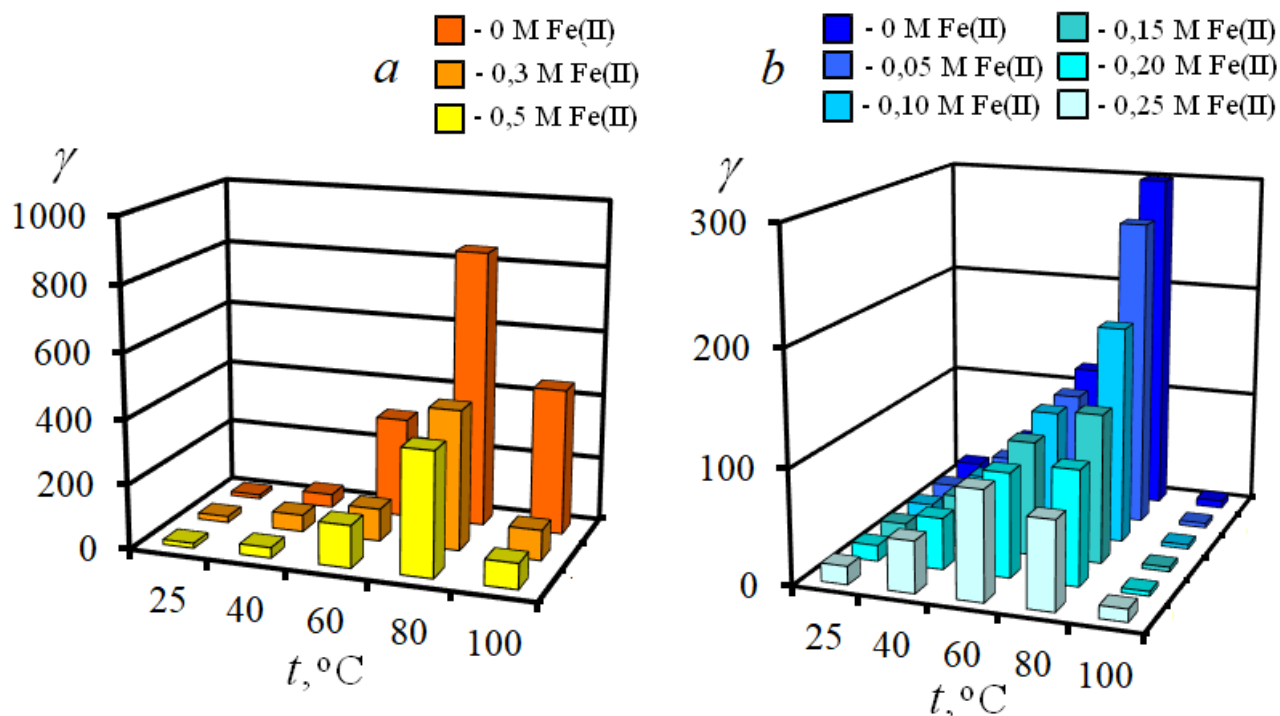 a
- 0 M Fe(II)
- 0,3 M Fe(II)
- 0,5 M Fe(II)
γ
1000
800
600
400
200
0
25 40 60 80 100
t, °C
b
- 0 M Fe(II)
- 0,05 M Fe(II)
- 0,10 M Fe(II)
- 0,15 M Fe(II)
- 0,20 M Fe(II)
- 0,25 M Fe(II)
γ
300
200
100
0
25 40 60 80 100
t, °C